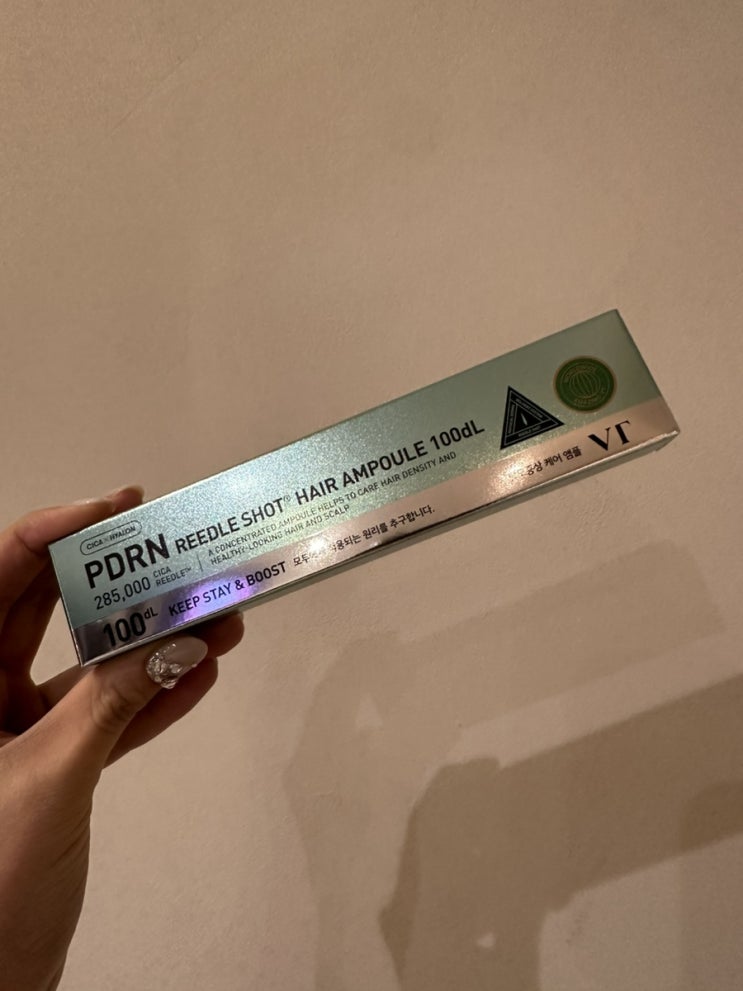 CICA × HYALON
PDRN REEDLE SHOT® HAIR AMPOULE 100dL
285,000 CICA REEDLE™
A CONCENTRATED AMPOULE HELPS TO CARE HAIR DENSITY AND
HEALTHY-LOOKING HAIR AND SCALP
100dL KEEP STAY & BOOST 원리를 추구합니다.
케어 앰플
VT